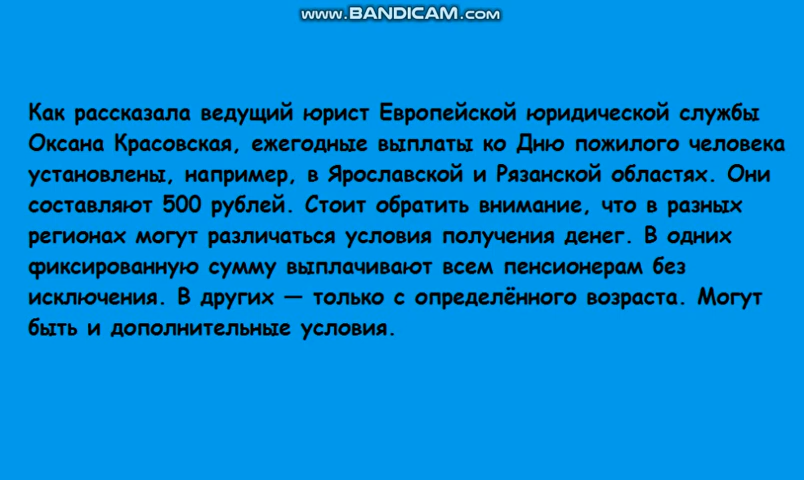 www.BANDICAM.com
Как рассказала ведущий юрист Европейской юридической службы
Оксана Красовская, ежегодные выплаты ко Дню пожилого человека
установлены, например, в Ярославской и Рязанской областях. Они
составляют 500 рублей. Стоит обратить внимание, что в разных
регионах могут различаться условия получения денег. В одних
фиксированную сумму выплачивают всем пенсионерам без
исключения. В других — только с определённого возраста. Могут
быть и дополнительные условия.